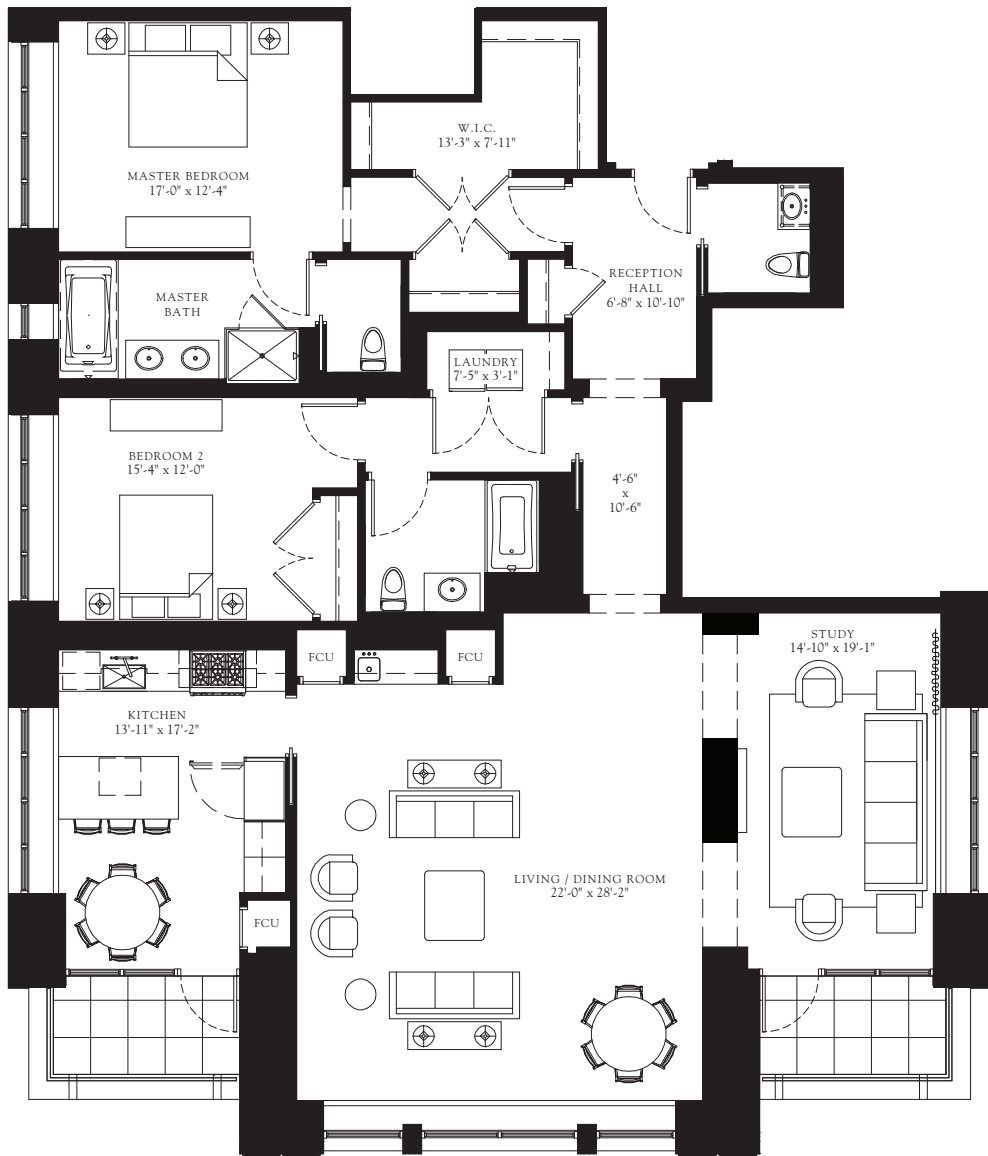 W.I.C.
13'-3" x 7'-11"
MASTER BEDROOM
17'-0" x 12'-4"
RECEPTION
HALL
6'-8" x 10'-10"
MASTER
BATH
LAUNDRY
7'-5" x 3'-1"
BEDROOM 2
15'-4" x 12'-0"
4'-6"
x
10'-6"
STUDY
14'-10" x 19'-1"
FCU
FCU
KITCHEN
13'-11" x 17'-2"
LIVING / DINING ROOM
22'-0" x 28'-2"
FCU